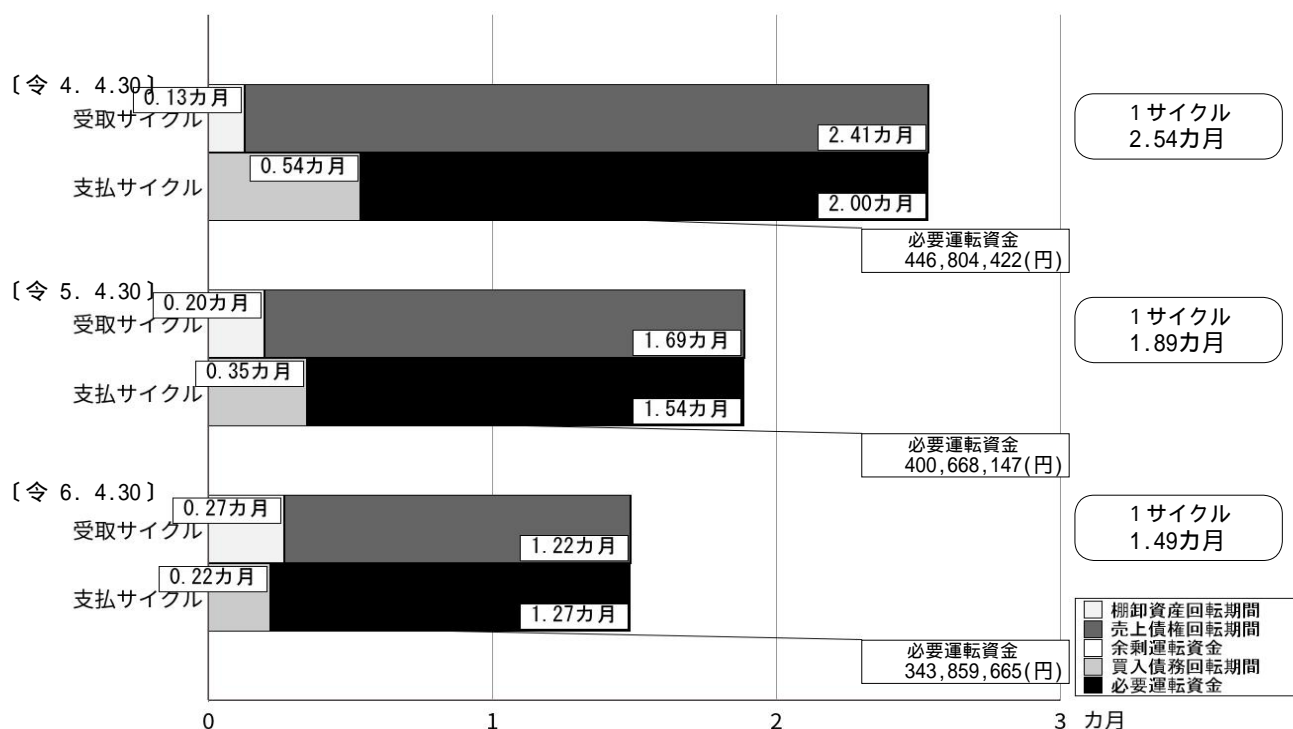 〔令 4. 4.30〕
0.13カ月
受取サイクル
2.41カ月
0.54カ月
支払サイクル
2.00カ月
1サイクル
2.54カ月
必要運転資金
446,804,422(円)
〔令 5. 4.30〕
0.20カ月
受取サイクル
1.69カ月
0.35カ月
支払サイクル
1.54カ月
1サイクル
1.89カ月
必要運転資金
400,668,147(円)
〔令 6. 4.30〕
0.27カ月
受取サイクル
1.22カ月
0.22カ月
支払サイクル
1.27カ月
1サイクル
1.49カ月
必要運転資金
343,859,665(円)
棚卸資産回転期間
売上債権回転期間
余剰運転資金
買入債務回転期間
必要運転資金
0 1 2 3 カ月